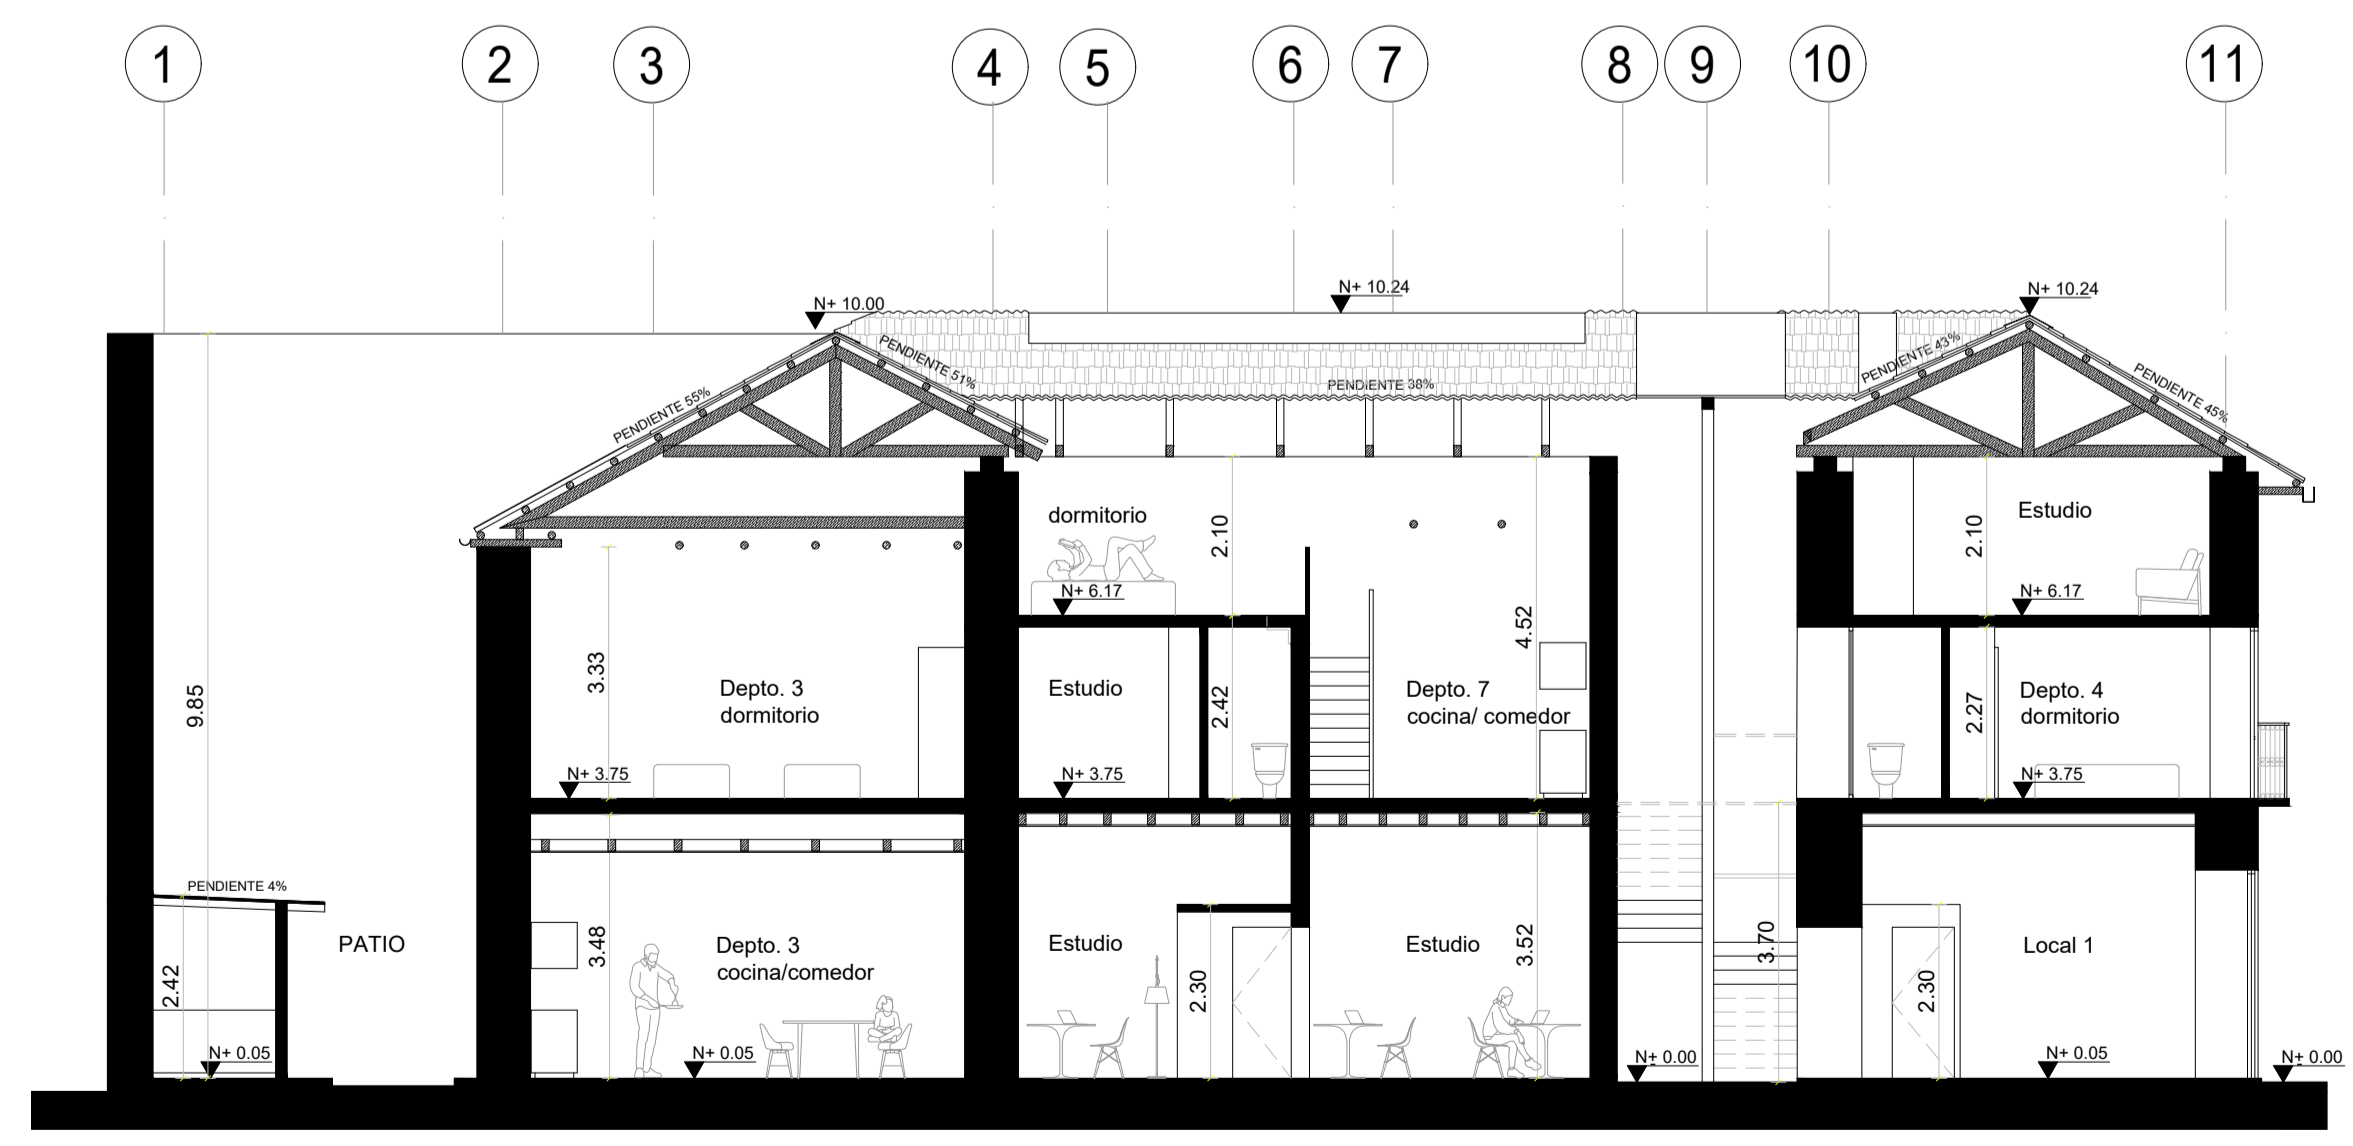 1 2 3 4 5 6 7 8 9 10 11
N+ 10.00
N+ 10.24
N+ 10.24
PENDIENTE 55%
PENDIENTE 51%
PENDIENTE 38%
PENDIENTE 43%
PENDIENTE 45%
dormitorio
N+ 6.17
2.10
4.52
2.10
Estudio
N+ 6.17
9.85
3.33
Depto. 3
dormitorio
N+ 3.75
Estudio
N+ 3.75
2.42
Depto. 7
cocina/ comedor
2.27
Depto. 4
dormitorio
N+ 3.75
PENDIENTE 4%
2.42
N+ 0.05
PATIO
3.48
Depto. 3
cocina/comedor
N+ 0.05
Estudio
2.30
Estudio
3.52
N+ 0.00
3.70
2.30
Local 1
N+ 0.05
N+ 0.00